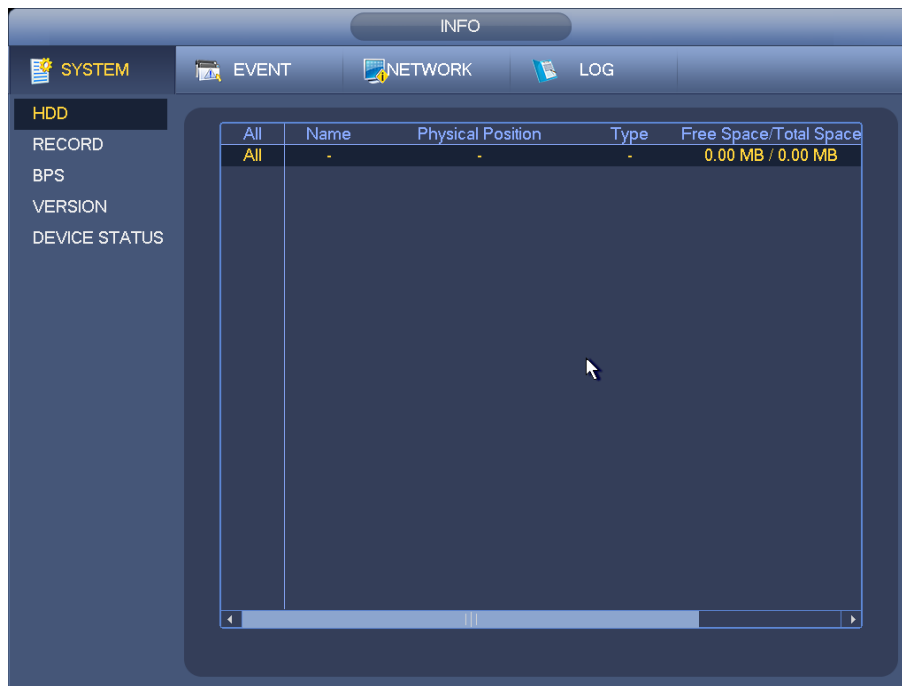 INFO
SYSTEM EVENT NETWORK LOG
HDD
RECORD
BPS
VERSION
DEVICE STATUS
All Name Physical Position Type Free Space/Total Space
All - - - 0.00 MB / 0.00 MB